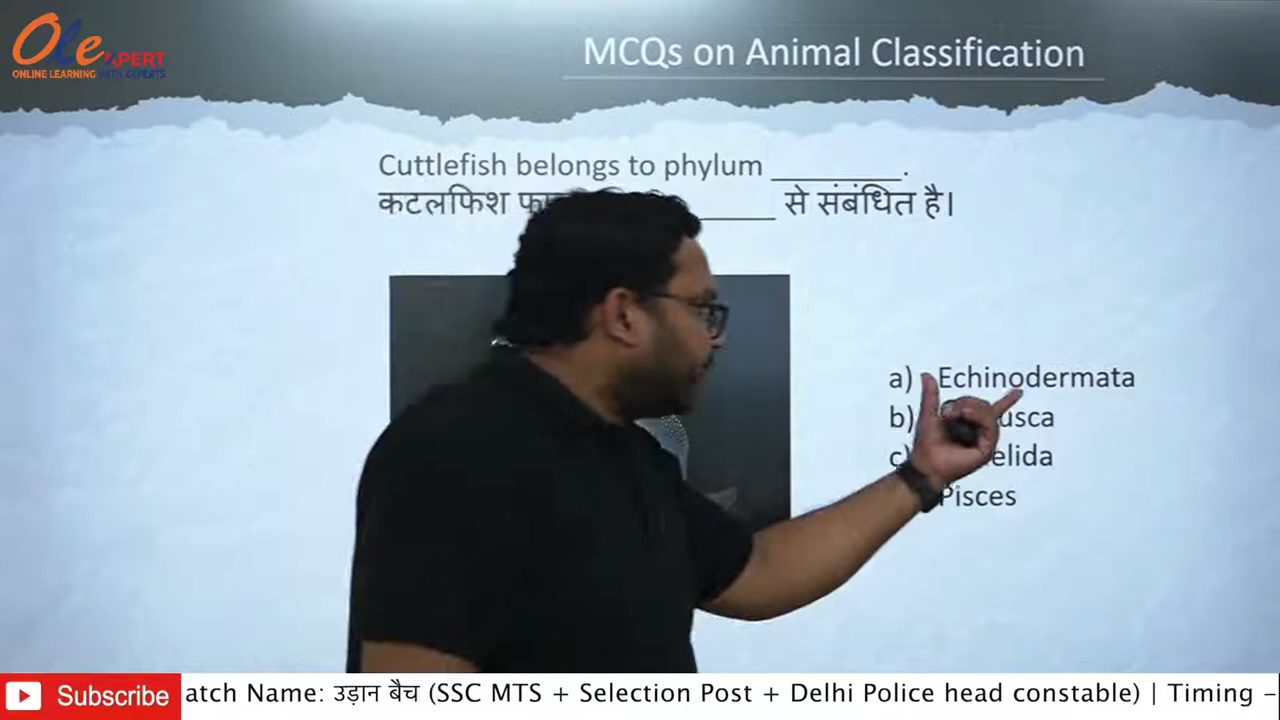 Ole
XPERT
ONLINE LEARNING WITH EXPERTS
MCQs on Animal Classification
Cuttlefish belongs to phylum ________.
कटलफिश ______ से संबंधित है।
a) Echinodermata
b) usca
c) elida
Pisces
Subscribe
atch Name: उड़ान बैच (SSC MTS + Selection Post + Delhi Police head constable) | Timing –